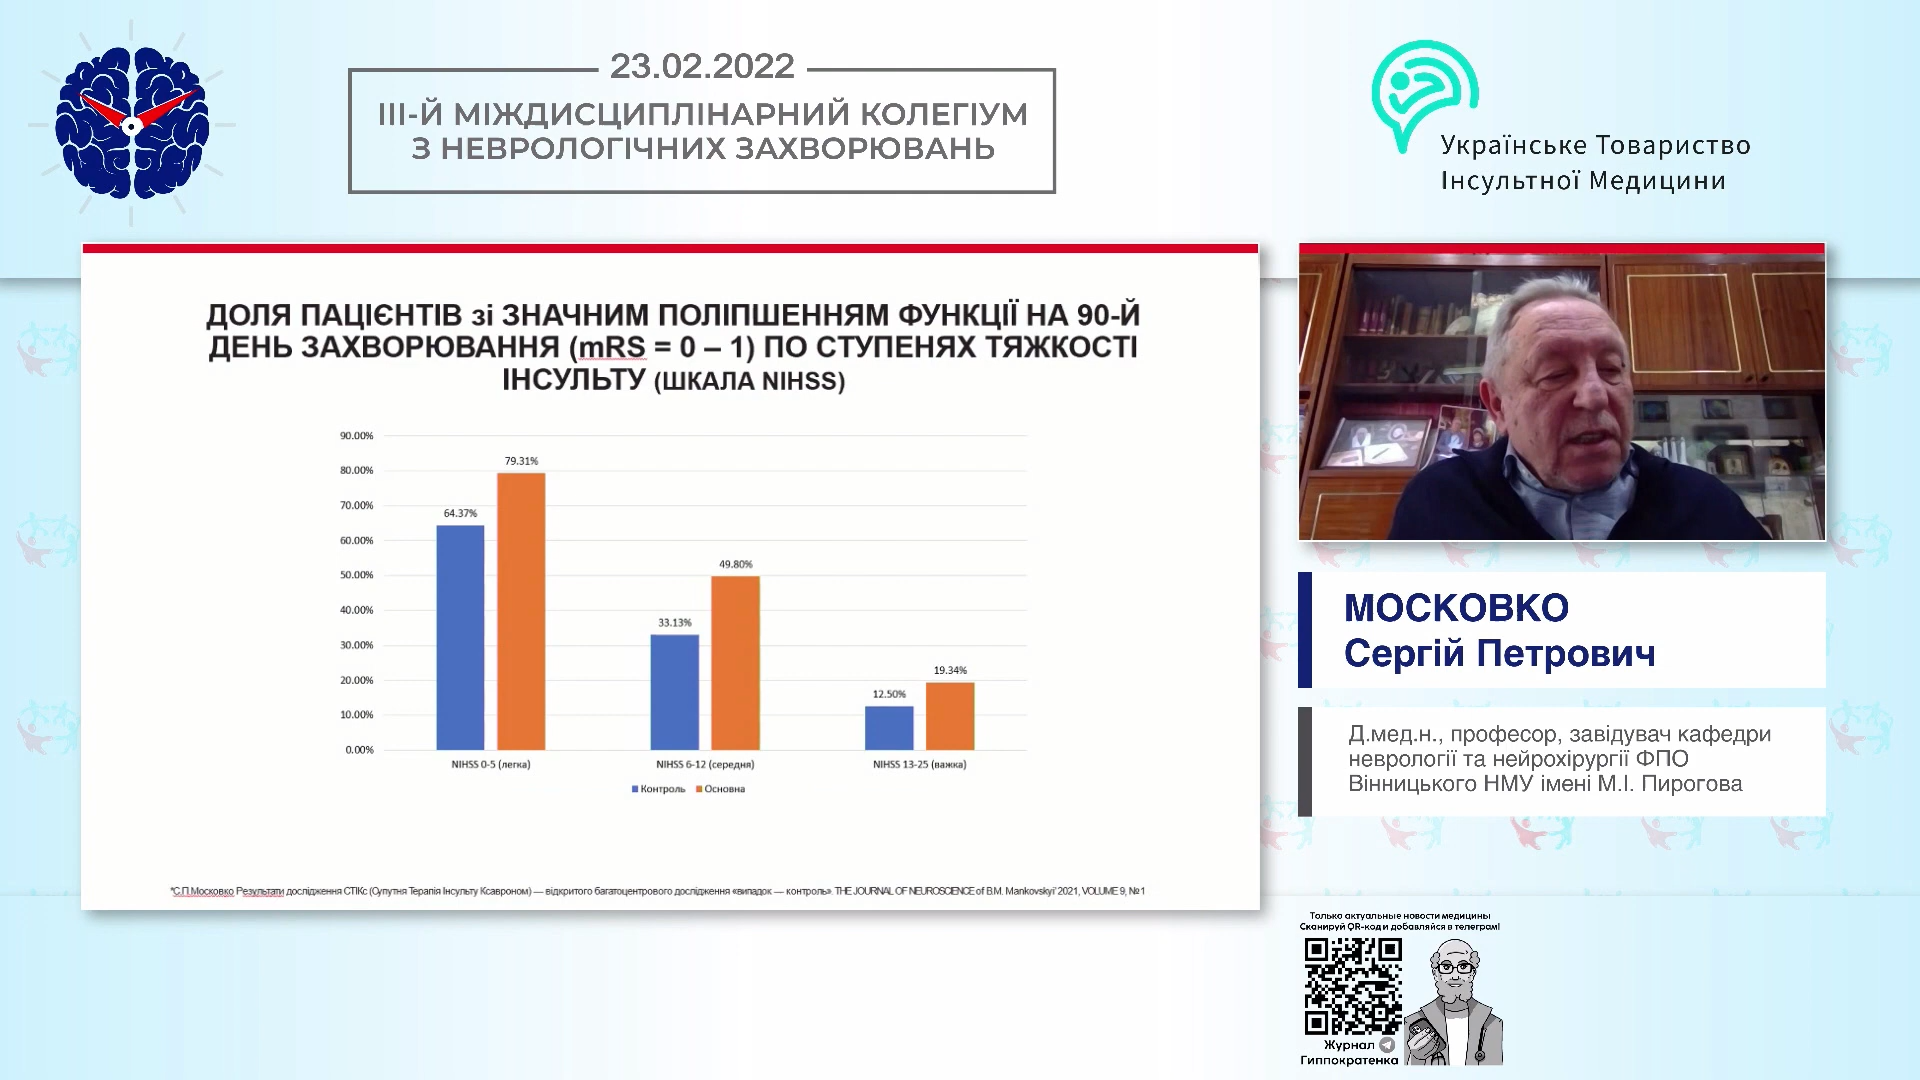 23.02.2022
ІІІ-Й МІЖДИСЦИПЛІНАРНИЙ КОЛЕГІУМ
З НЕВРОЛОГІЧНИХ ЗАХВОРЮВАНЬ
Українське Товариство
Інсультної Медицини
ДОЛЯ ПАЦІЄНТІВ зі ЗНАЧНИМ ПОЛІПШЕННЯМ ФУНКЦІЇ НА 90-Й
ДЕНЬ ЗАХВОРЮВАННЯ (mRS = 0 – 1) ПО СТУПЕНЯХ ТЯЖКОСТІ
ІНСУЛЬТУ (ШКАЛА NIHSS)
90.00%
80.00%
70.00%
60.00%
50.00%
40.00%
30.00%
20.00%
10.00%
0.00%
64.37%
79.31%
33.13%
49.80%
12.50%
19.34%
NIHSS 0-5 (легка)
NIHSS 6-12 (середня)
NIHSS 13-25 (важка)
Контроль Основна
*С.П.Московко Результати дослідження СТІКс (Супутня Терапія Інсульту Ксавроном) — відкритого багатоцентрового дослідження «випадок — контроль». THE JOURNAL OF NEUROSCIENCE of B.M. Mankovskyi' 2021, VOLUME 9, № 1
МОСКОВКО
Сергій Петрович
Д.мед.н., професор, завідувач кафедри
неврології та нейрохірургії ФПО
Вінницького НМУ імені М.І. Пирогова
Только актуальные новости медицины
Сканируй QR-код и добавляйся в телеграм!
Журнал
Гиппократенка